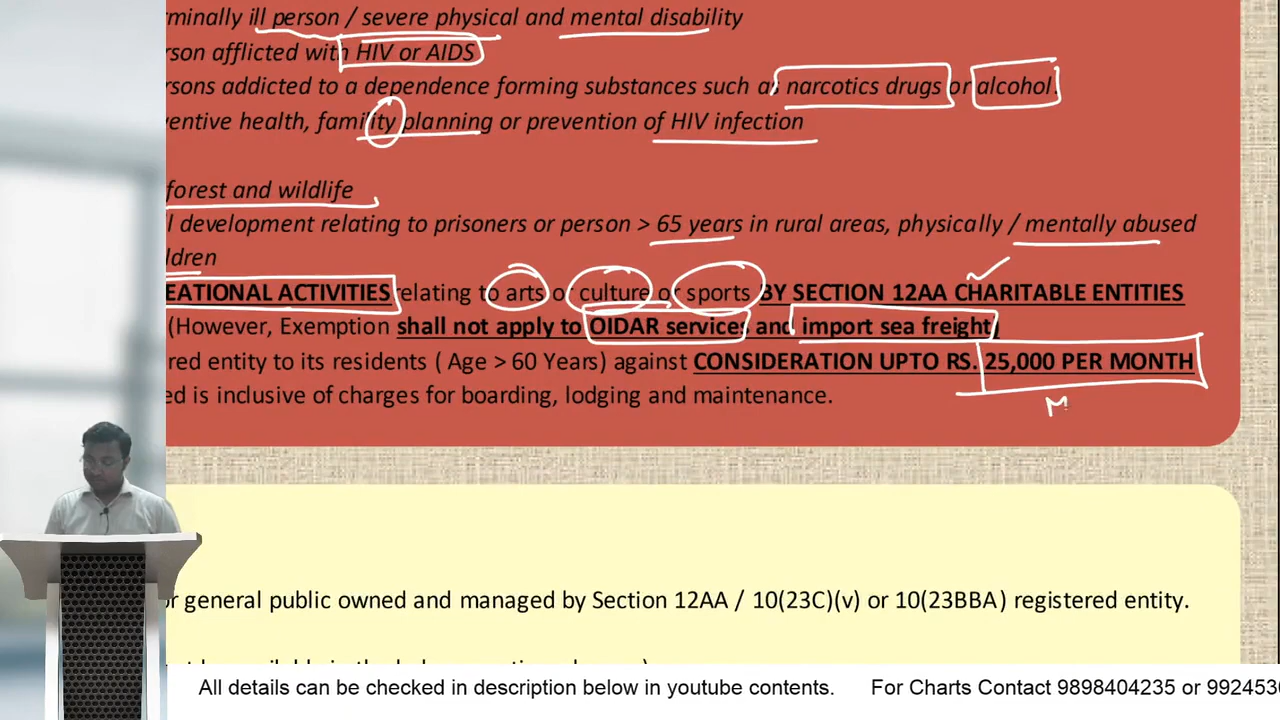 rminally ill person / severe physical and mental disability
rson afflicted with HIV or AIDS
rsons addicted to a dependence forming substances such as narcotics drugs or alcohol.
ventive health, family planning or prevention of HIV infection
forest and wildlife
l development relating to prisoners or person > 65 years in rural areas, physically / mentally abused
ldren
EATIONAL ACTIVITIES relating to arts or culture or sports BY SECTION 12AA CHARITABLE ENTITIES
(However, Exemption shall not apply to OIDAR services and import sea freight)
red entity to its residents ( Age > 60 Years) against CONSIDERATION UPTO RS. 25,000 PER MONTH
ed is inclusive of charges for boarding, lodging and maintenance.
M
or general public owned and managed by Section 12AA / 10(23C)(v) or 10(23BBA) registered entity.
All details can be checked in description below in youtube contents. For Charts Contact 9898404235 or 9924530